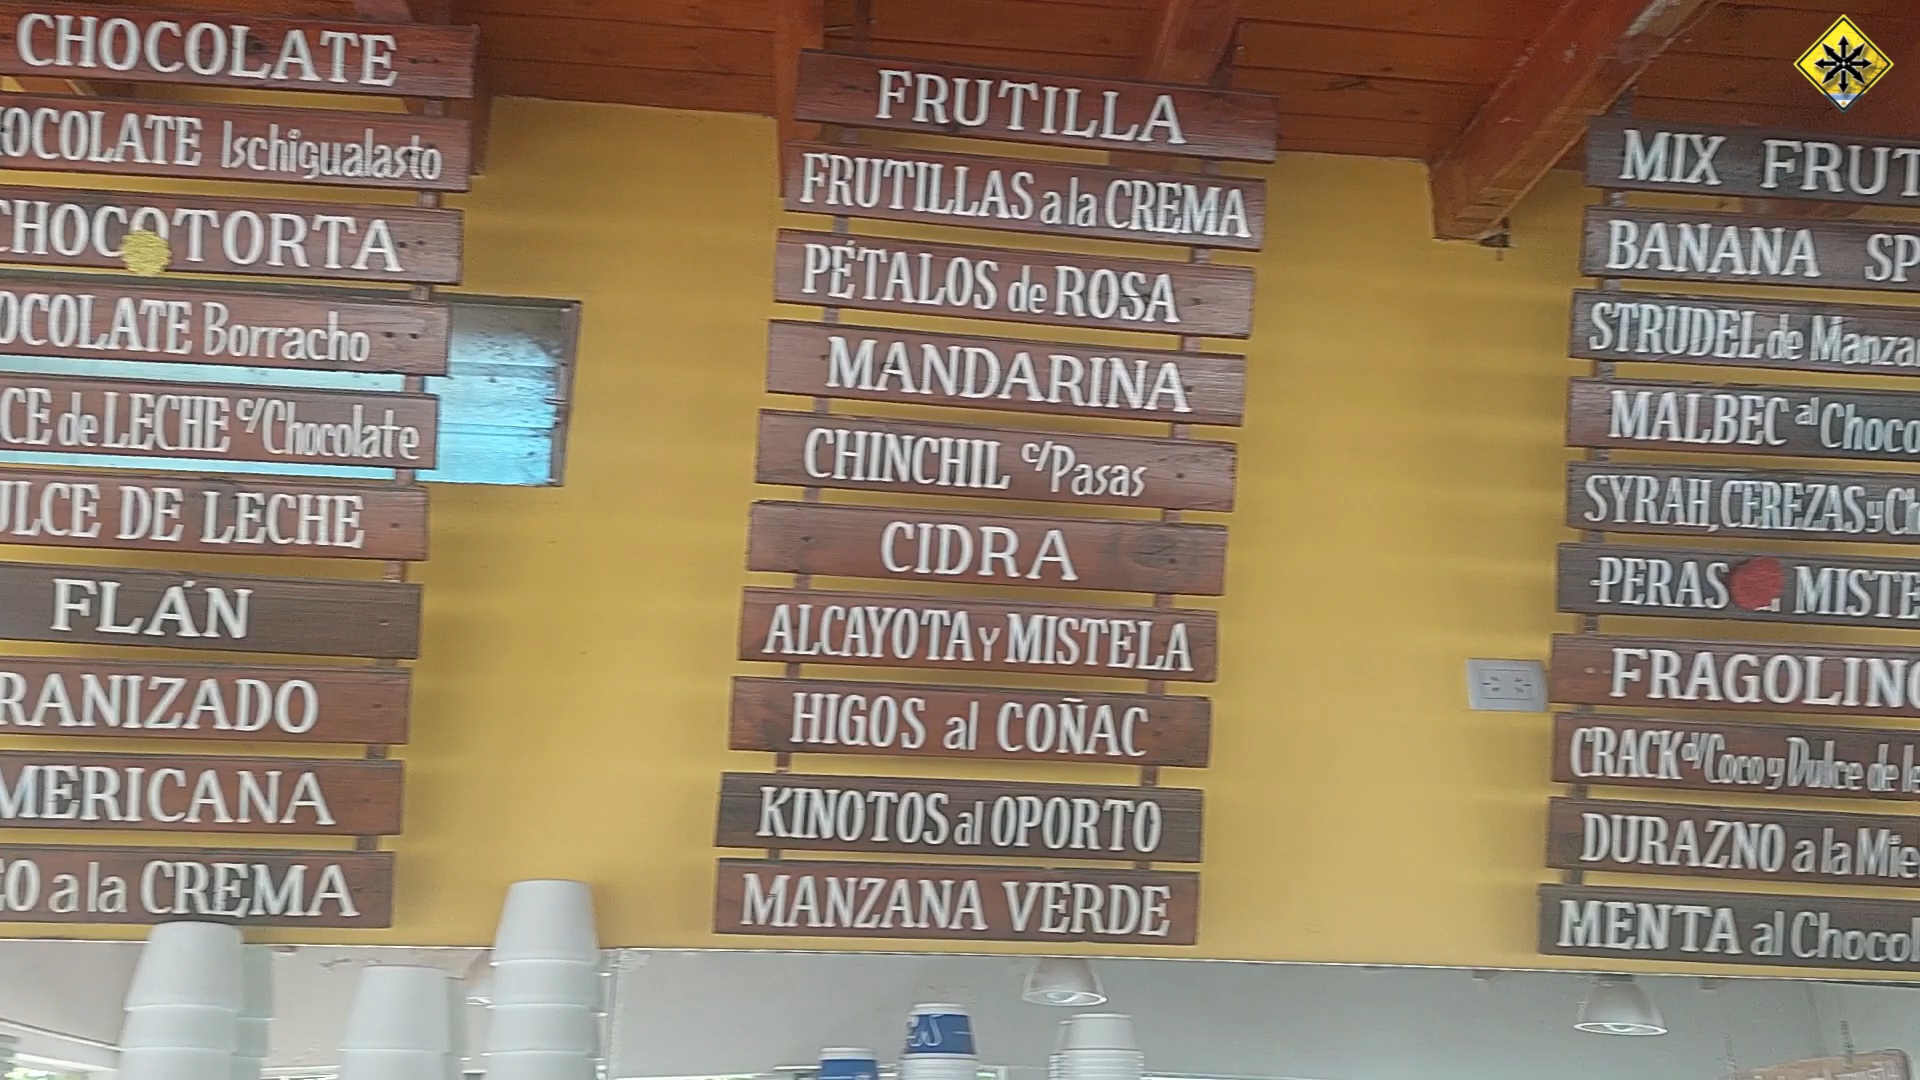 CHOCOLATE
OCOLATE Ischigualasto
CHOCOTORTA
OCOLATE Borracho
CE de LECHE c/Chocolate
ULCE DE LECHE
FLÁN
RANIZADO
MERICANA
EO a la CREMA
FRUTILLA
FRUTILLAS a la CREMA
PÉTALOS de ROSA
MANDARINA
CHINCHIL c/Pasas
CIDRA
ALCAYOTA Y MISTELA
HIGOS al COÑAC
KINOTOS al OPORTO
MANZANA VERDE
MIX FRUT
BANANA SP
STRUDEL de Manza
MALBEC al Choco
SYRAH, CEREZAS y Ch
PERAS MISTE
FRAGOLINO
CRACK c/Coco y Dulce de le
DURAZNO a la Mie
MENTA al Chocol